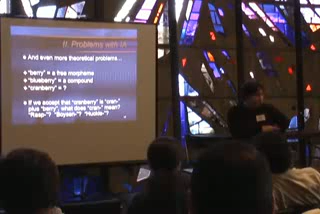 II. Problems with IA
And even more theoretical problems...
"berry" = a free morpheme
"blueberry" = a compound
"cranberry" = ?
If we accept that "cranberry" is "cran-"
plus "berry", what does "cran-" mean?
"Rasp-"? "Boysen-"? "Huckle-"?